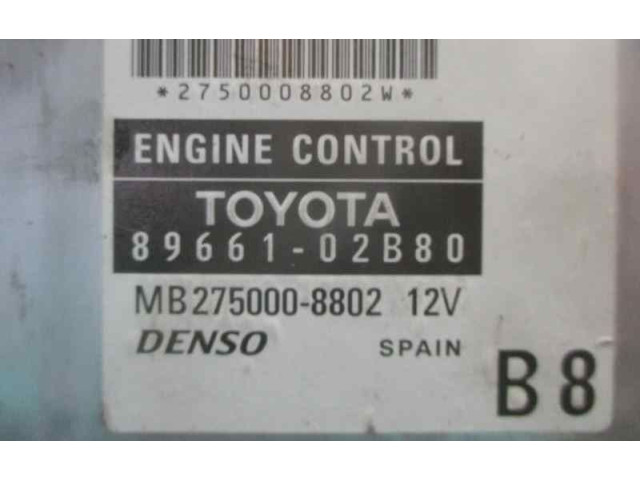 *2750008802W*
ENGINE CONTROL
TOYOTA
89661-02B80
MB275000-8802 12V
DENSO SPAIN
B8